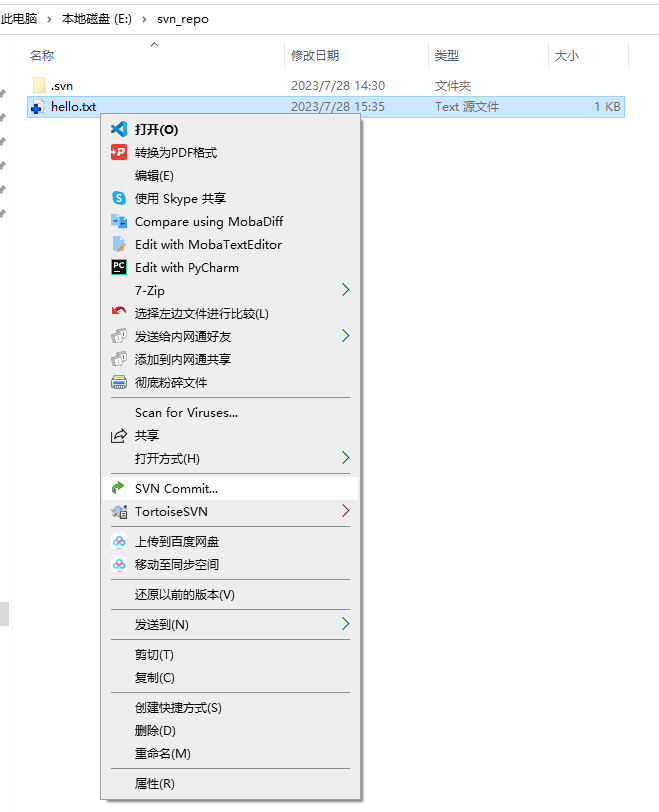 此电脑 > 本地磁盘 (E:) > svn_repo
名称 修改日期 类型 大小
.svn 2023/7/28 14:30 文件夹
hello.txt 2023/7/28 15:35 Text 源文件 1 KB
打开(O)
转换为PDF格式
编辑(E)
使用 Skype 共享
Compare using MobaDiff
Edit with MobaTextEditor
Edit with PyCharm
7-Zip
选择左边文件进行比较(L)
发送给内网通好友
添加到内网通共享
彻底粉碎文件
Scan for Viruses...
共享
打开方式(H)
SVN Commit...
TortoiseSVN
上传到百度网盘
移动至同步空间
还原以前的版本(V)
发送到(N)
剪切(T)
复制(C)
创建快捷方式(S)
删除(D)
重命名(M)
属性(R)